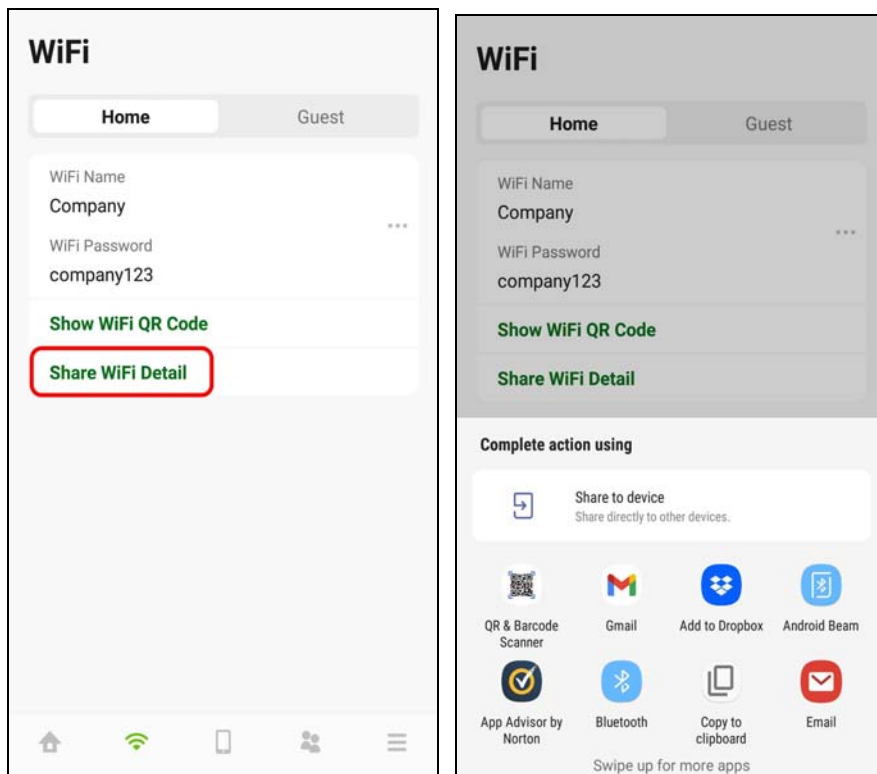 WiFi
Home Guest
WiFi Name
Company
WiFi Password
company123
Show WiFi QR Code
Share WiFi Detail
WiFi
Home Guest
WiFi Name
Company
WiFi Password
company123
Show WiFi QR Code
Share WiFi Detail
Complete action using
Share to device
Share directly to other devices.
QR & Barcode Scanner
Gmail
Add to Dropbox
Android Beam
App Advisor by Norton
Bluetooth
Copy to clipboard
Email
Swipe up for more apps